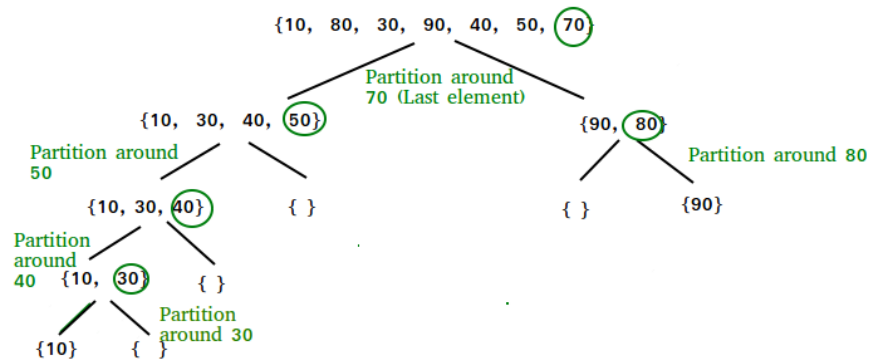 {10, 80, 30, 90, 40, 50, 70}
Partition around
70 (Last element)
{10, 30, 40, 50}
{90, 80}
Partition around
50
Partition around 80
{10, 30, 40}
{ }
{ }
{90}
Partition
around
40
{10, 30}
{ }
Partition
around 30
{10}
{ }